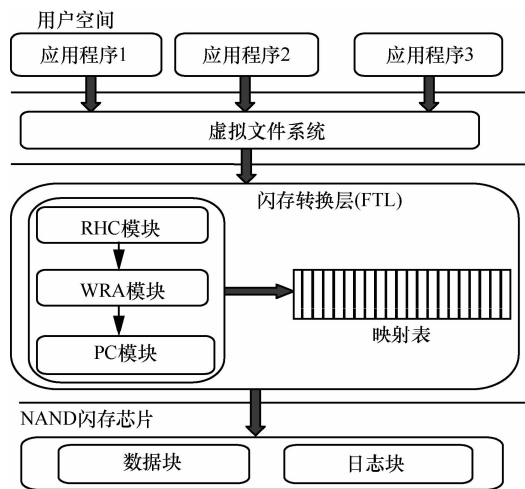 用户空间
应用程序1
应用程序2
应用程序3
虚拟文件系统
闪存转换层(FTL)
RHC模块
WRA模块
PC模块
映射表
NAND闪存芯片
数据块
日志块